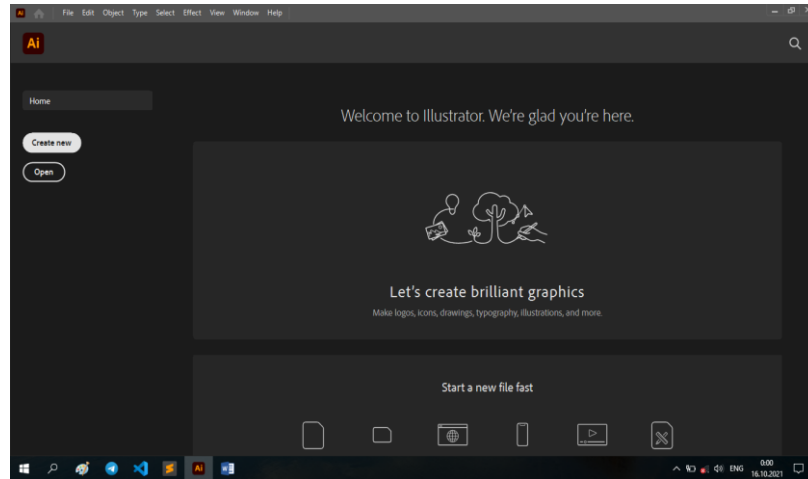 Ai File Edit Object Type Select Effect View Window Help
Ai
Home
Welcome to Illustrator. We're glad you're here.
Create new
Open
Let's create brilliant graphics
Make logos, icons, drawings, typography, illustrations, and more.
Start a new file fast
Ai
ENG
0:00
16.10.2021